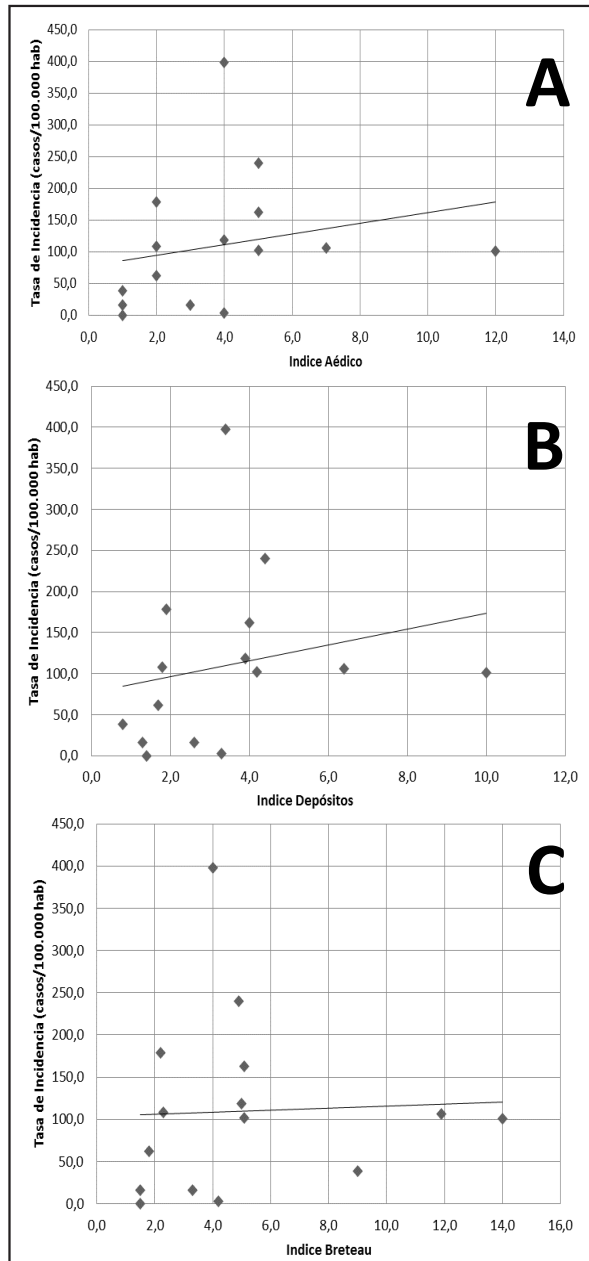 A
Tasa de Incidencia (casos/100.000 hab)
450,0
400,0
350,0
300,0
250,0
200,0
150,0
100,0
50,0
0,0
0,0 2,0 4,0 6,0 8,0 10,0 12,0 14,0
Indice Aédico
B
Tasa de Incidencia (casos/100.000 hab)
450,0
400,0
350,0
300,0
250,0
200,0
150,0
100,0
50,0
0,0
0,0 2,0 4,0 6,0 8,0 10,0 12,0
Indice Depósitos
C
Tasa de Incidencia (casos/100.000 hab)
450,0
400,0
350,0
300,0
250,0
200,0
150,0
100,0
50,0
0,0
0,0 2,0 4,0 6,0 8,0 10,0 12,0 14,0 16,0
Indice Breteau